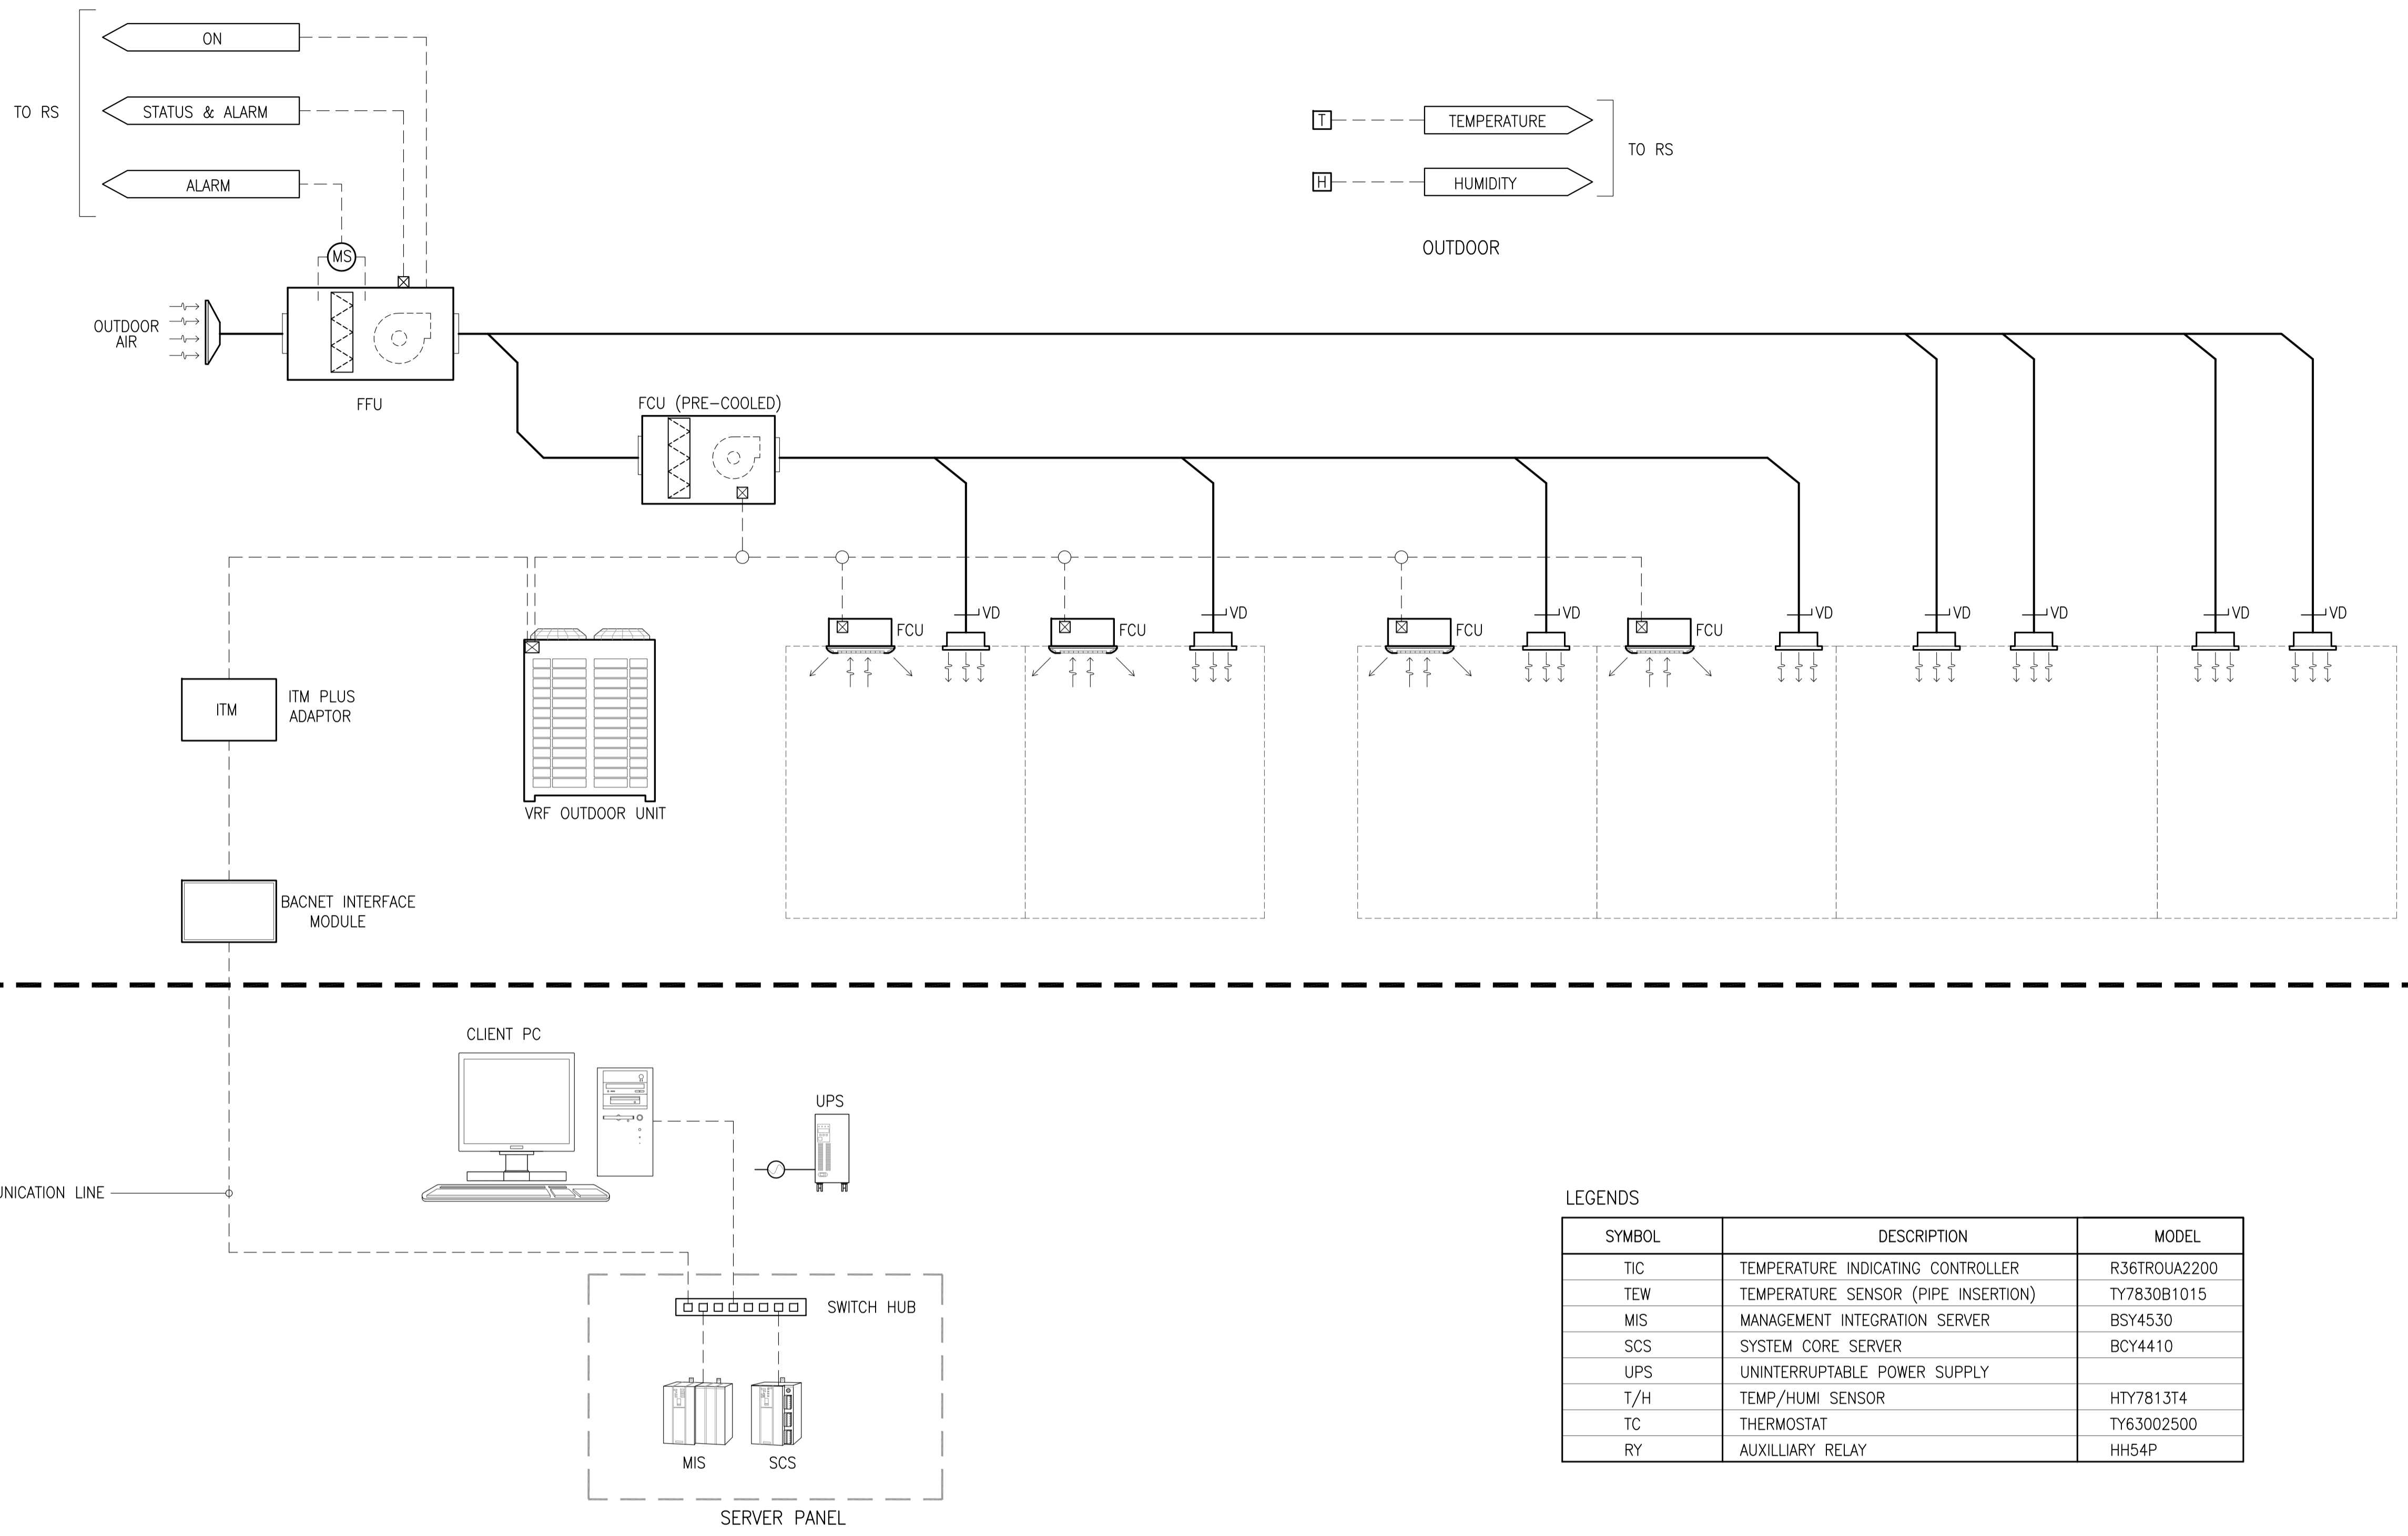 ON
TO RS
STATUS & ALARM
ALARM
T
TEMPERATURE
TO RS
H
HUMIDITY
OUTDOOR
MS
OUTDOOR
AIR
FFU
FCU (PRE-COOLED)
VD
VD
VD
VD
VD
VD
VD
VD
FCU
FCU
FCU
FCU
ITM
ITM PLUS
ADAPTOR
VRF OUTDOOR UNIT
BACNET INTERFACE
MODULE
CLIENT PC
UPS
UNICATION LINE
SWITCH HUB
MIS
SCS
SERVER PANEL
LEGENDS
SYMBOL DESCRIPTION MODEL
TIC TEMPERATURE INDICATING CONTROLLER R36TROUA2200
TEW TEMPERATURE SENSOR (PIPE INSERTION) TY7830B1015
MIS MANAGEMENT INTEGRATION SERVER BSY4530
SCS SYSTEM CORE SERVER BCY4410
UPS UNINTERRUPTABLE POWER SUPPLY
T/H TEMP/HUMI SENSOR HTY7813T4
TC THERMOSTAT TY63002500
RY AUXILLIARY RELAY HH54P